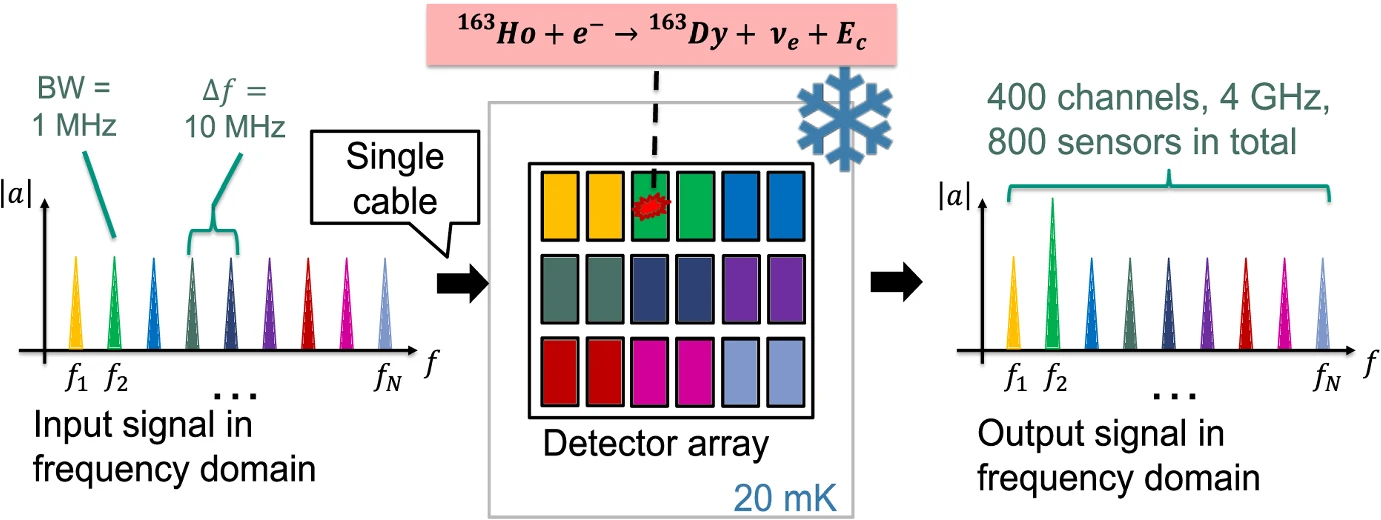 ¹⁶³Ho + e⁻ → ¹⁶³Dy + νₑ + E_c
BW =
1 MHz
Δf =
10 MHz
Single
cable
|a|
f₁ f₂ ... f_N f
Input signal in
frequency domain
Detector array
20 mK
400 channels, 4 GHz,
800 sensors in total
|a|
f₁ f₂ ... f_N f
Output signal in
frequency domain